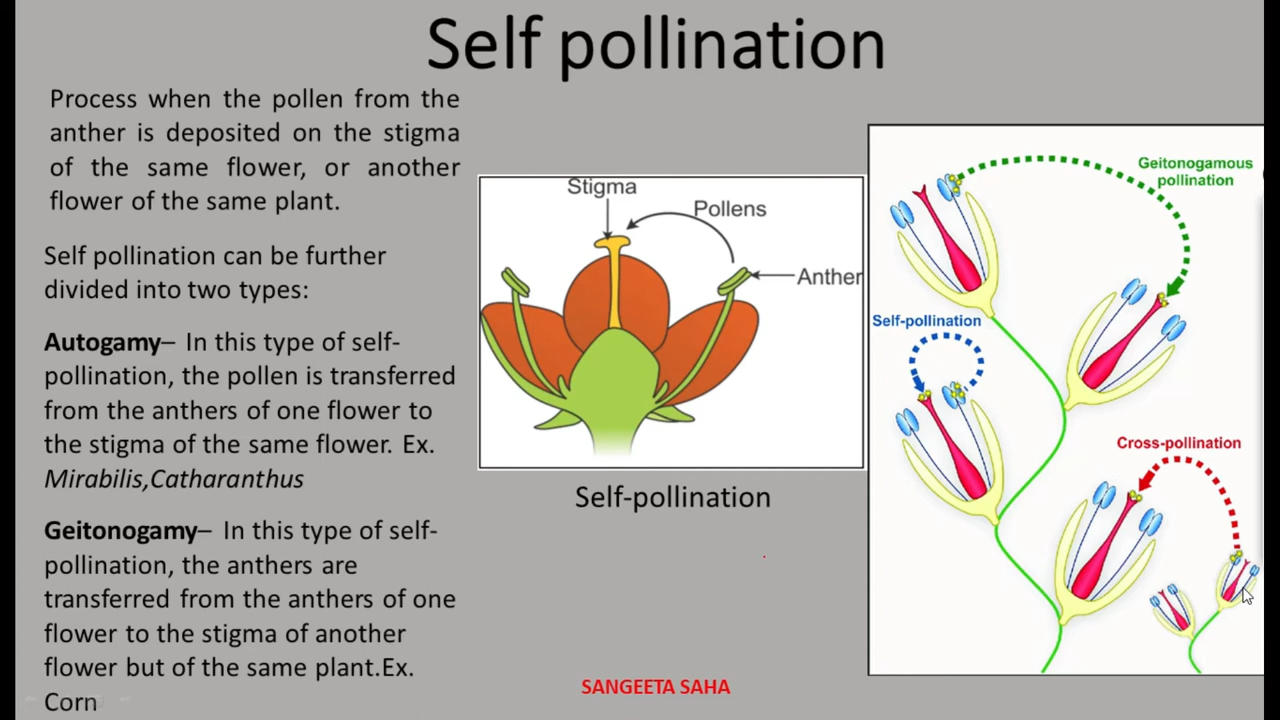 Self pollination
Process when the pollen from the
anther is deposited on the stigma
of the same flower, or another
flower of the same plant.
Self pollination can be further
divided into two types:
Autogamy– In this type of self-
pollination, the pollen is transferred
from the anthers of one flower to
the stigma of the same flower. Ex.
Mirabilis,Catharanthus
Geitonogamy– In this type of self-
pollination, the anthers are
transferred from the anthers of one
flower to the stigma of another
flower but of the same plant.Ex.
Corn
Stigma
Pollens
Anther
Self-pollination
Geitonogamous
pollination
Self-pollination
Cross-pollination
SANGEETA SAHA